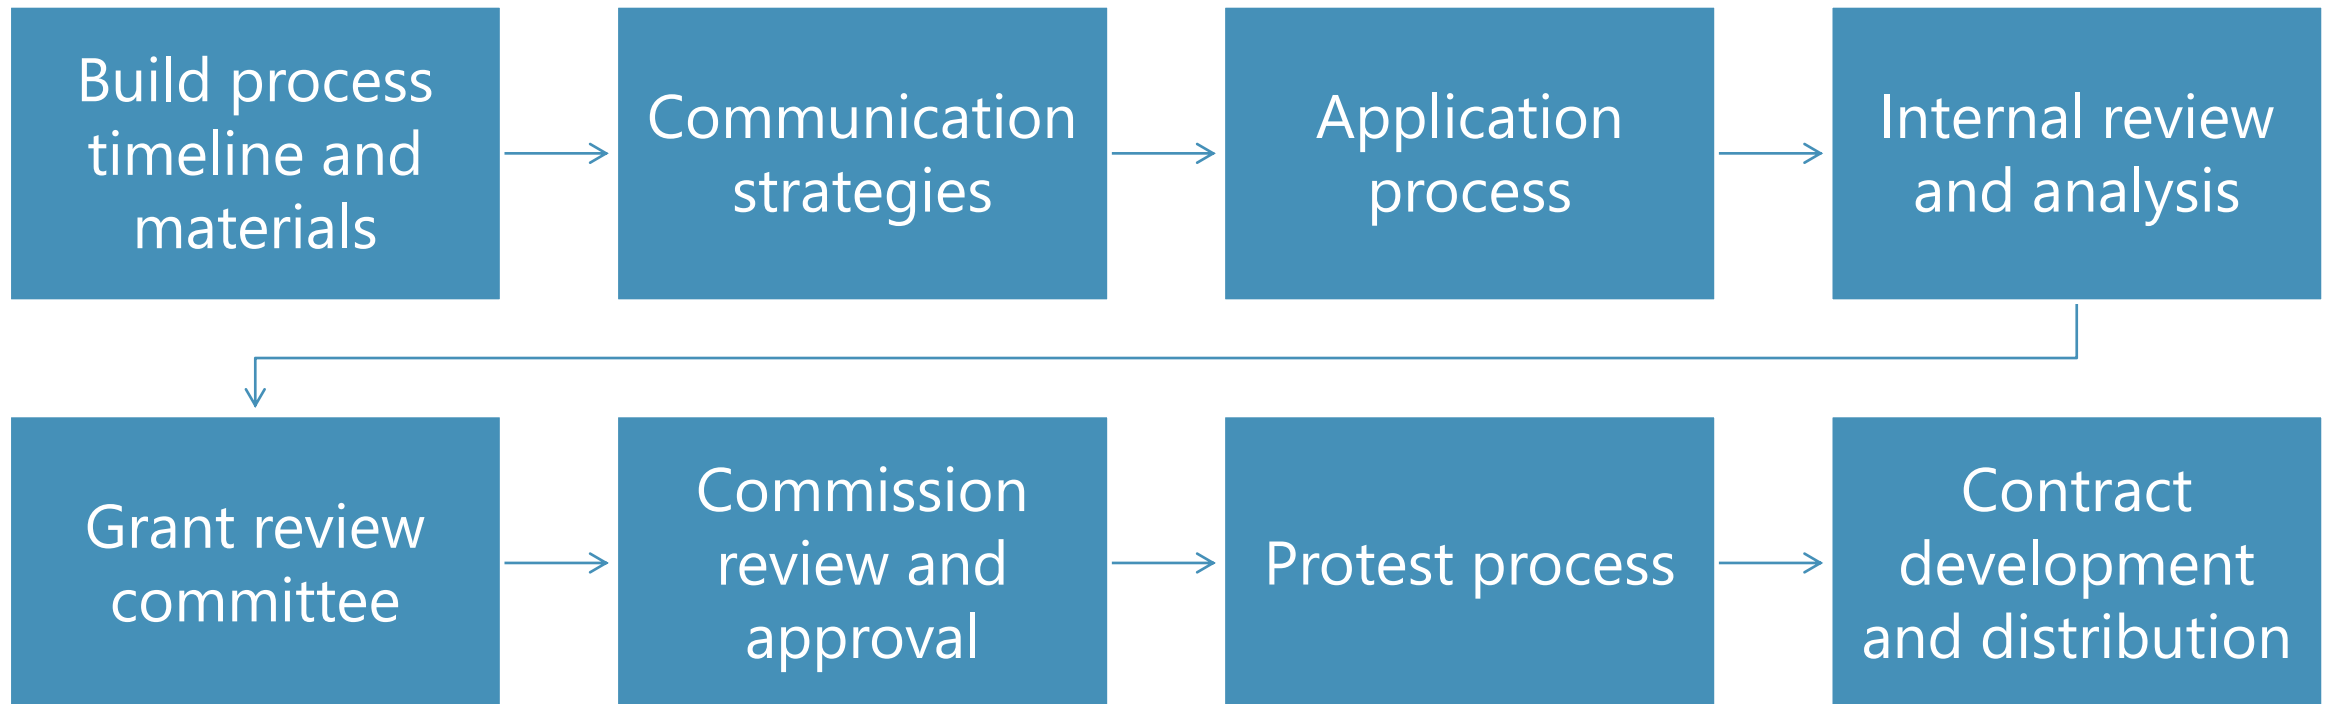 Build process
timeline and
materials
Communication
strategies
Application
process
Internal review
and analysis
Grant review
committee
Commission
review and
approval
Protest process
Contract
development
and distribution